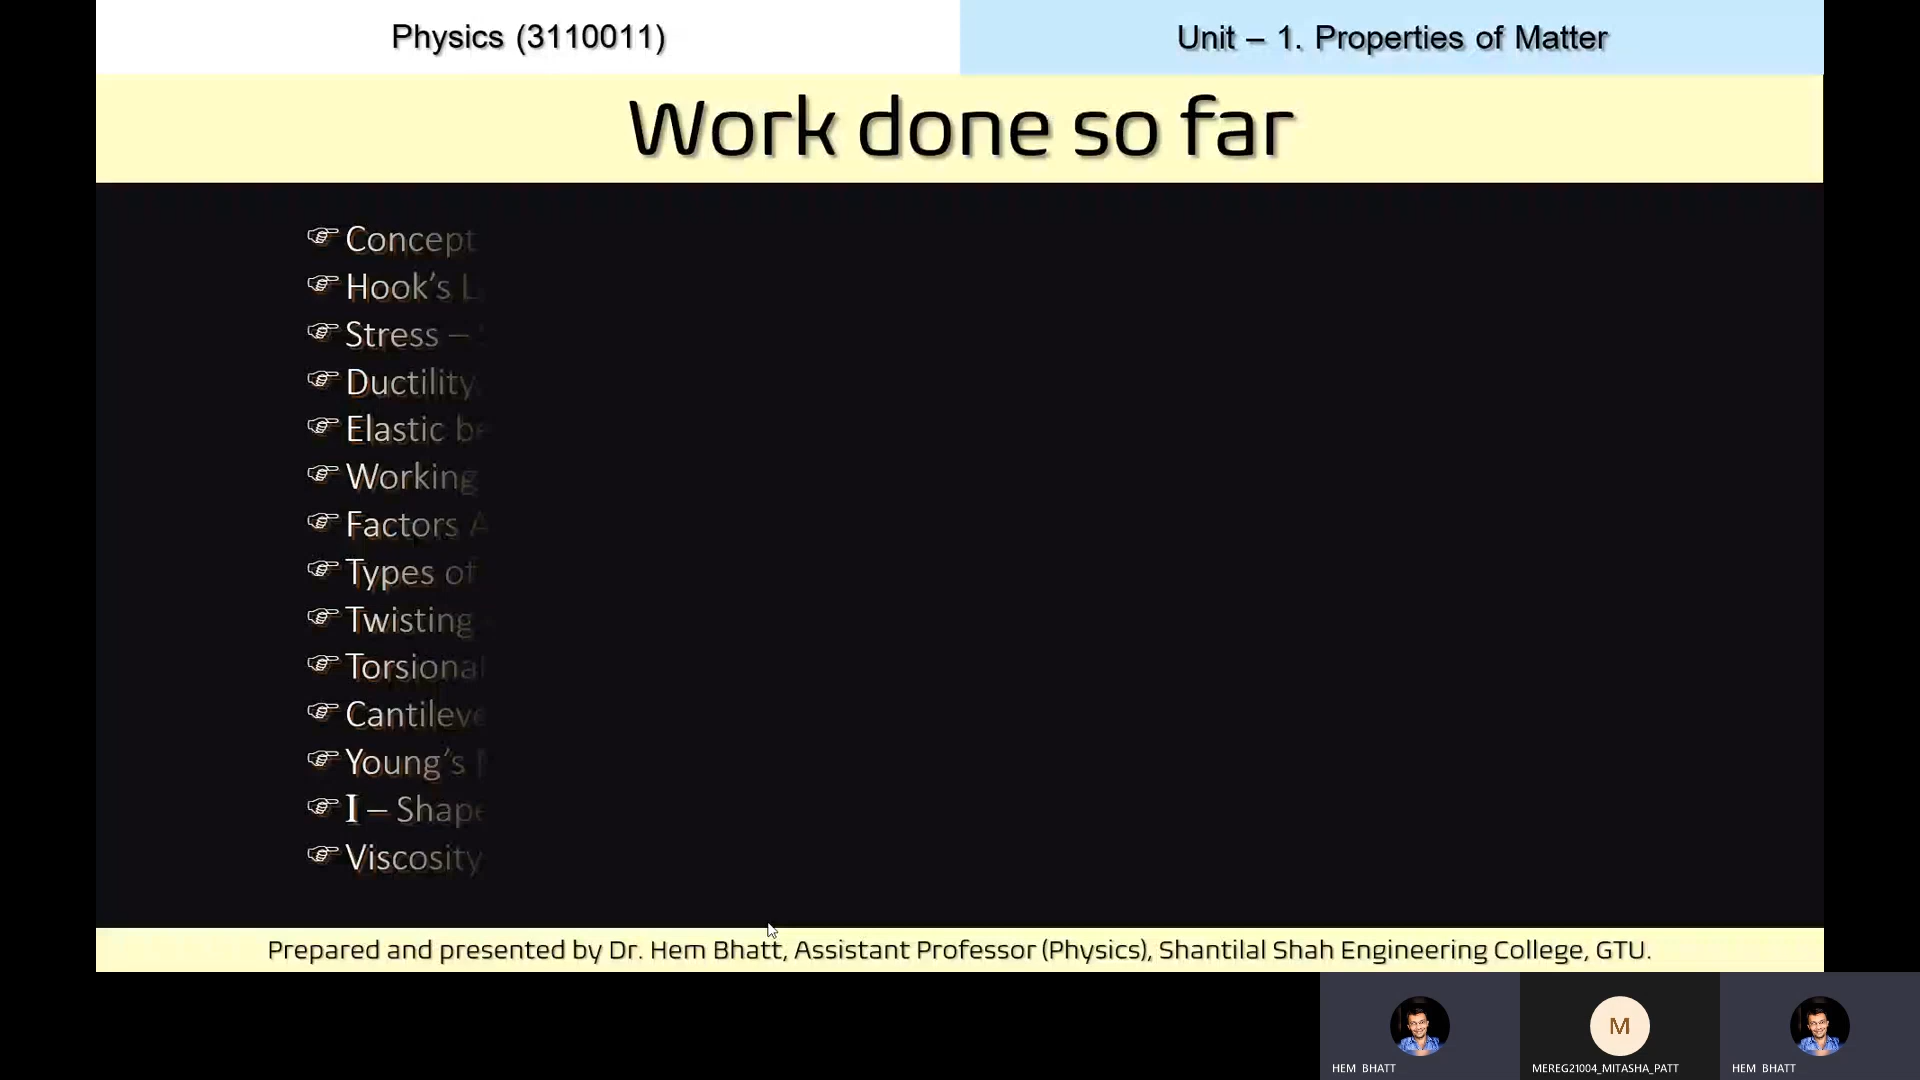 Physics (3110011)
Unit – 1. Properties of Matter
Work done so far
☞ Concept
☞ Hook’s L
☞ Stress –
☞ Ductility,
☞ Elastic be
☞ Working
☞ Factors A
☞ Types of
☞ Twisting
☞ Torsional
☞ Cantileve
☞ Young’s
☞ I – Shape
☞ Viscosity
Prepared and presented by Dr. Hem Bhatt, Assistant Professor (Physics), Shantilal Shah Engineering College, GTU.
M
HEM BHATT
MEREG21004_MITASHA_PATT
HEM BHATT